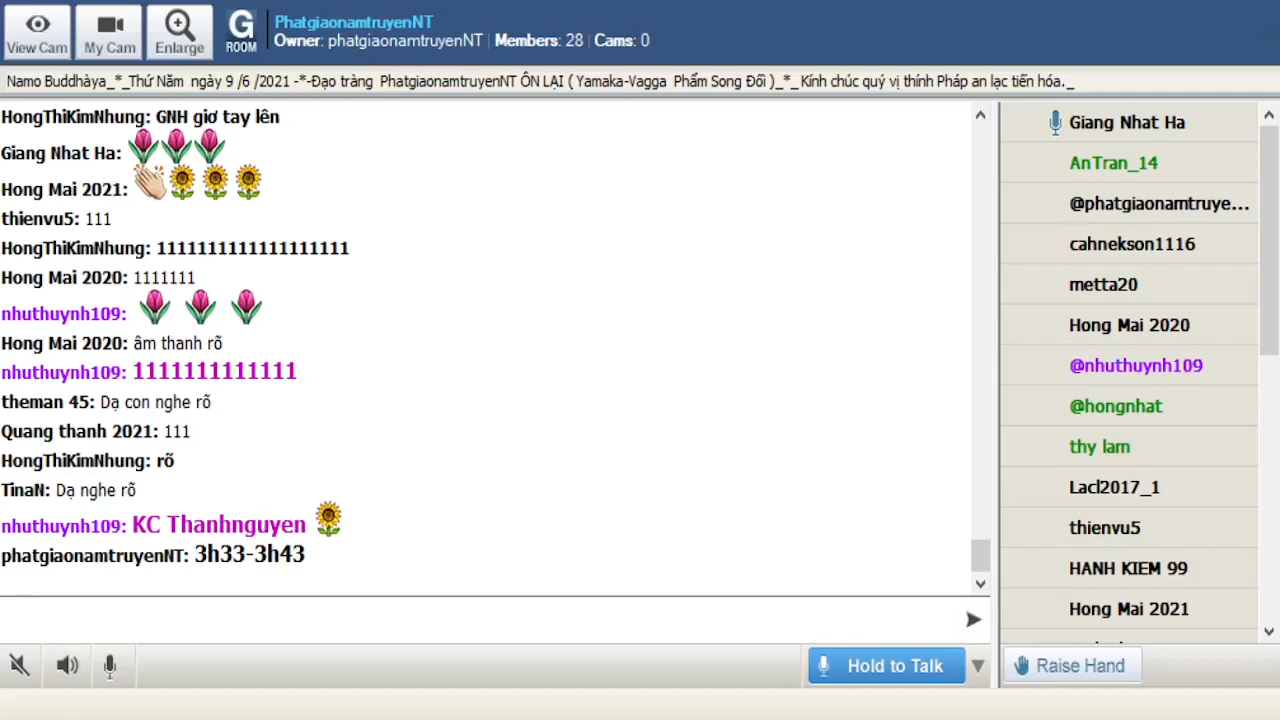 View Cam
My Cam
Enlarge
G
ROOM
PhatgiaonamtruyenNT
Owner: phatgiaonamtruyenNT | Members: 28 | Cams: 0
Namo Buddhàya_*_Thứ Năm ngày 9 /6 /2021 -*-Đạo tràng PhatgiaonamtruyenNT ÔN LẠI ( Yamaka-Vagga Phẩm Song Đối )_*_Kính chúc quý vị thính Pháp an lạc tiến hóa._
HongThiKimNhung: GNH giơ tay lên
Giang Nhat Ha:
Hong Mai 2021:
thienvu5: 111
HongThiKimNhung: 1111111111111111111
Hong Mai 2020: 1111111
nhuthuynh109:
Hong Mai 2020: âm thanh rõ
nhuthuynh109: 1111111111111
theman 45: Dạ con nghe rõ
Quang thanh 2021: 111
HongThiKimNhung: rõ
TinaN: Dạ nghe rõ
nhuthuynh109: KC Thanhnguyen
phatgiaonamtruyenNT: 3h33-3h43
Hold to Talk
Giang Nhat Ha
AnTran_14
@phatgiaonamtruye...
cahnekson1116
metta20
Hong Mai 2020
@nhuthuynh109
@hongnhat
thy lam
Lacl2017_1
thienvu5
HANH KIEM 99
Hong Mai 2021
Raise Hand